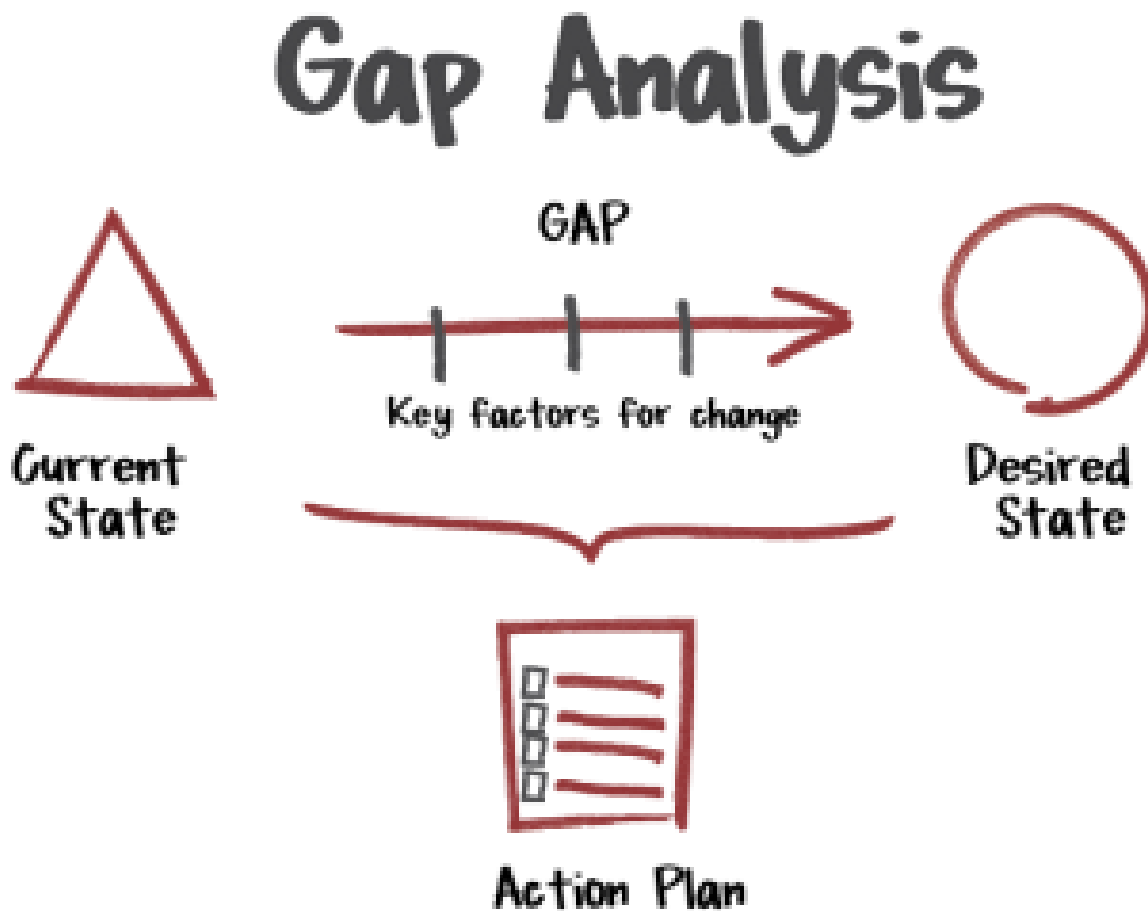 Gap Analysis
GAP
Key factors for change
Current
State
Desired
State
Action Plan